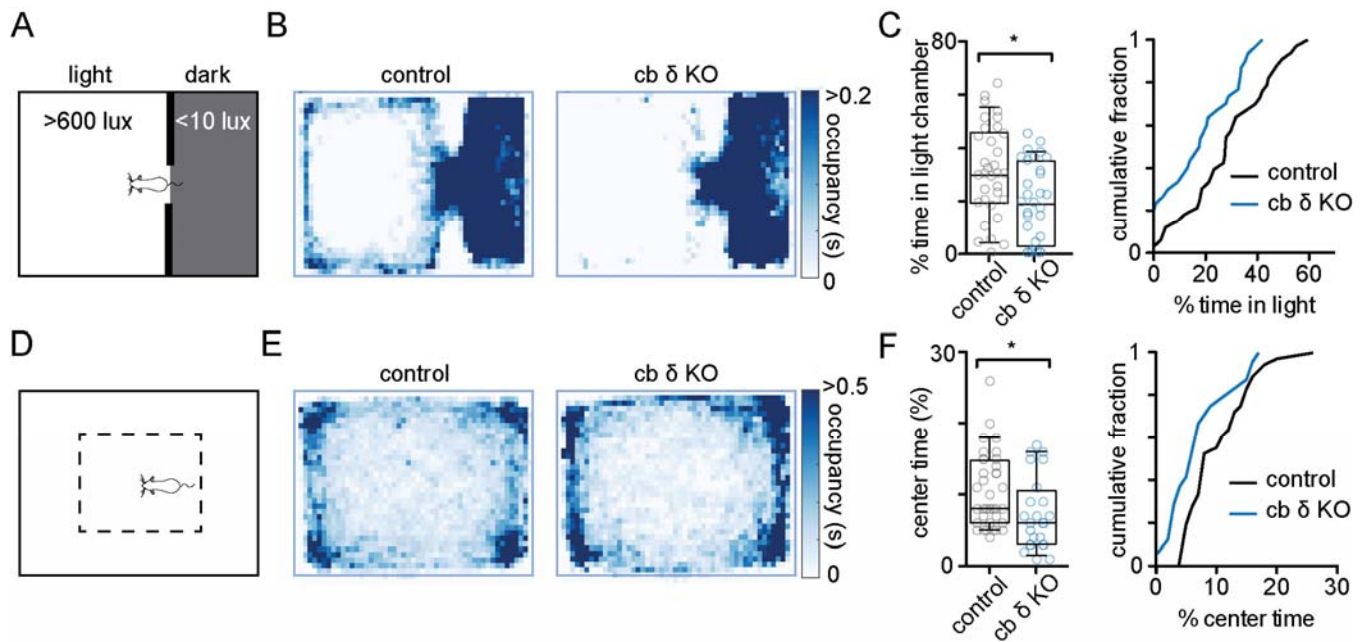 A
light dark
>600 lux <10 lux
B
control
cb δ KO
>0.2
occupancy (s)
0
C
% time in light chamber
80
0
*
control
cb δ KO
cumulative fraction
1
0
control
cb δ KO
0 20 40 60
% time in light
D
E
control
cb δ KO
>0.5
occupancy (s)
0
F
center time (%)
30
0
*
control
cb δ KO
cumulative fraction
1
0
control
cb δ KO
0 10 20 30
% center time